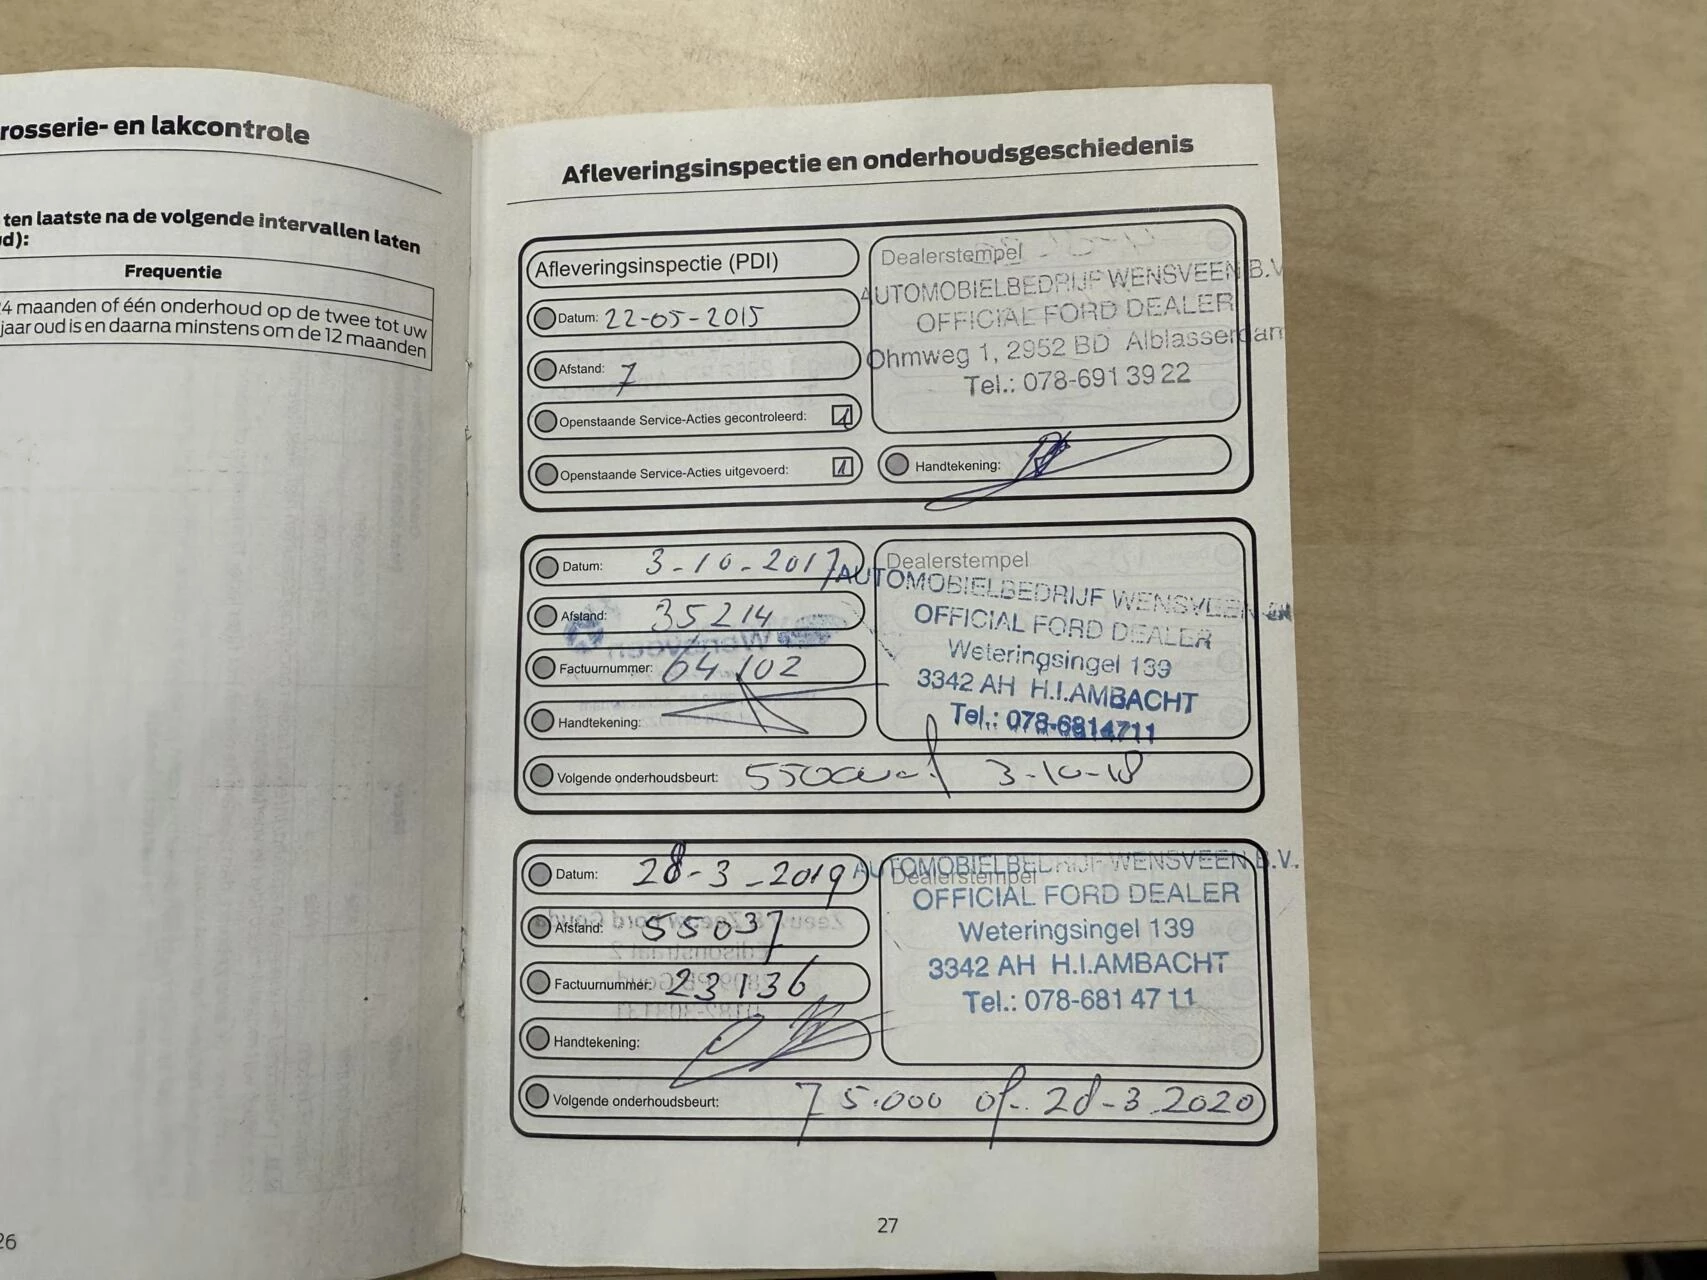 rosserie- en lakcontrole
ten laatste na de volgende intervallen laten
d):
Frequentie
4 maanden of één onderhoud op de twee tot uw
jaar oud is en daarna minstens om de 12 maanden
26
Afleveringsinspectie en onderhoudsgeschiedenis
Afleveringsinspectie (PDI)
Datum: 22-05-2015
Afstand: 7
Openstaande Service-Acties gecontroleerd:
Openstaande Service-Acties uitgevoerd:
Dealerstempel
AUTOMOBIELBEDRIJF WENSVEEN B.V.
OFFICIAL FORD DEALER
Ohmweg 1, 2952 BD Alblasserdam
Tel.: 078-691 39 22
Handtekening:
Datum: 3-10-2017
Afstand: 35214
Factuurnummer: 64102
Handtekening:
Dealerstempel
AUTOMOBIELBEDRIJF WENSVEEN
OFFICIAL FORD DEALER
Weteringsingel 139
3342 AH H.I.AMBACHT
Tel.: 078-6814711
Volgende onderhoudsbeurt: 55000 of 3-10-18
Datum: 28-3-2019
Afstand: 55037
Factuurnummer: 23136
Handtekening:
Dealerstempel
AUTOMOBIELBEDRIJF WENSVEEN B.V.
OFFICIAL FORD DEALER
Weteringsingel 139
3342 AH H.I.AMBACHT
Tel.: 078-681 47 11
Volgende onderhoudsbeurt: 75.000 of 28-3-2020
27